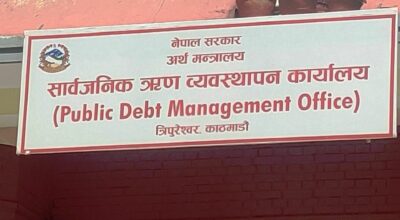 नेपाल सरकार
अर्थ मन्त्रालय
सार्वजनिक ऋण व्यवस्थापन कार्यालय
(Public Debt Management Office)
त्रिपुरेश्वर, काठमाडौं